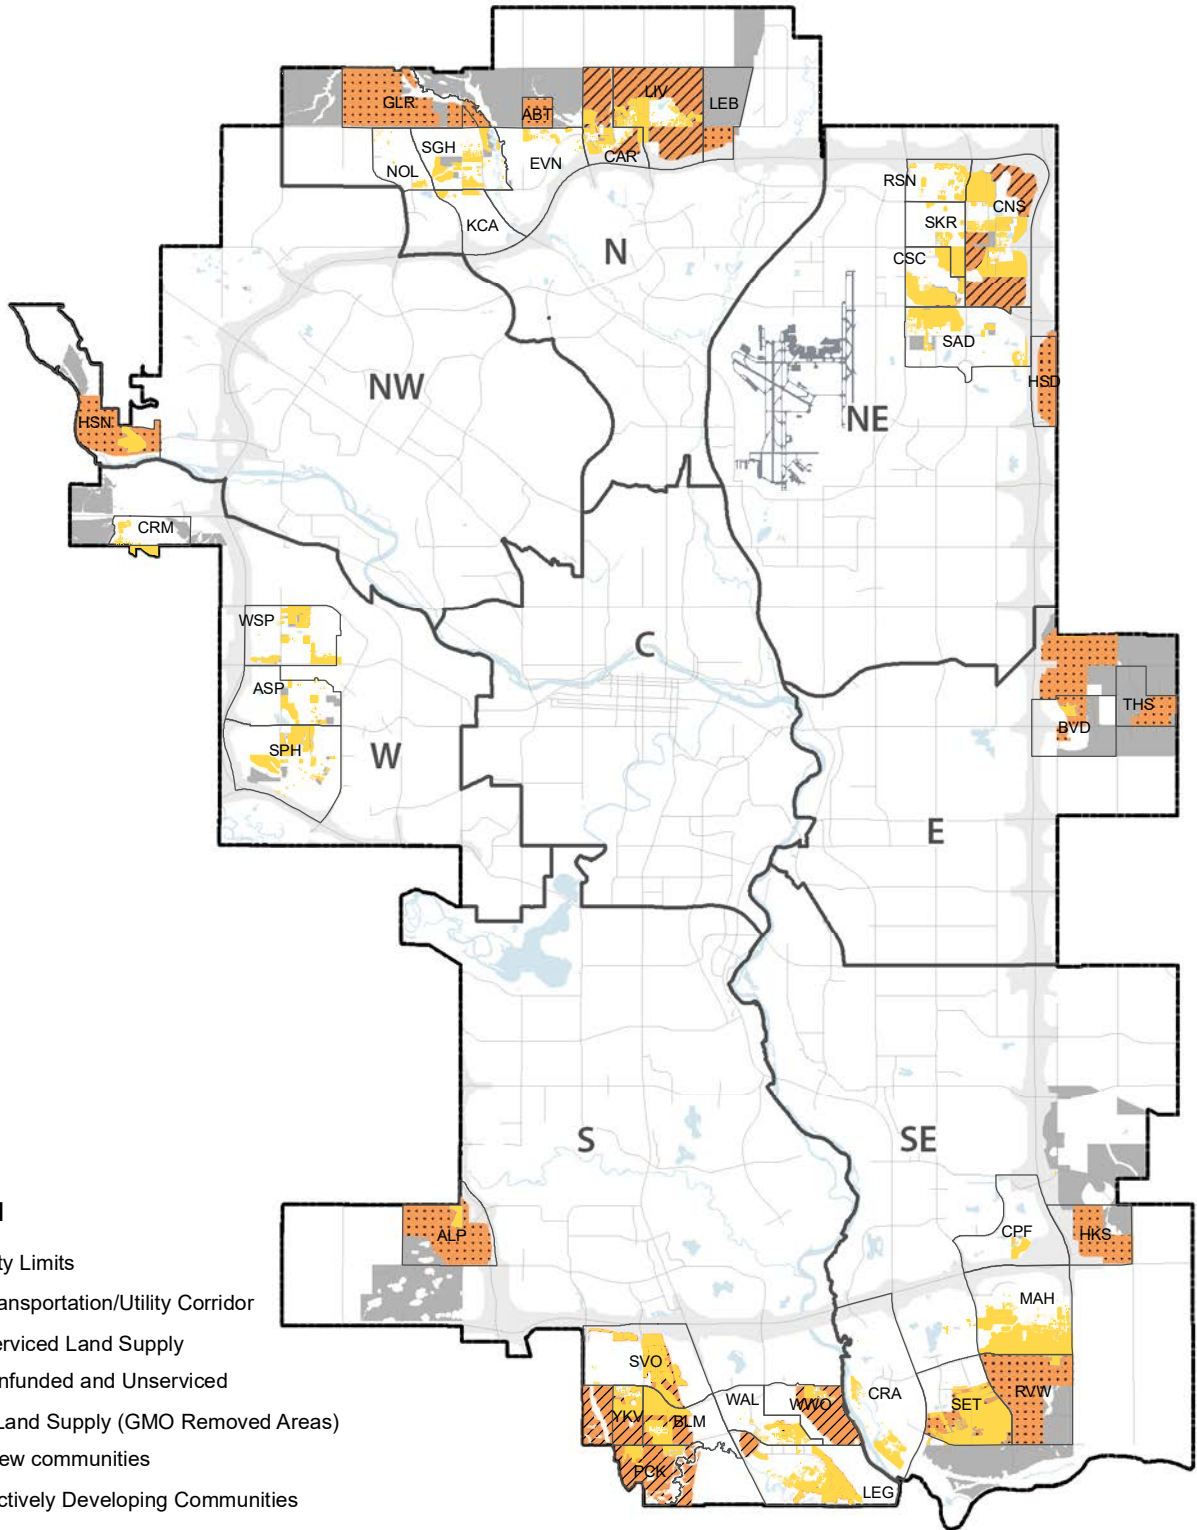 GLR
ABT
LIV
LEB
SGH
NOL
EVN
CAR
KCA
N
RSN
CNS
SKR
CSC
SAD
HSD
NW
NE
HSN
CRM
WSP
ASP
SPH
W
C
THS
BVD
E
S
SE
ALP
CPF
HKS
MAH
SVO
RVW
YKV
BLM
WAL
WWO
CRA
SET
PCK
LEG
ty Limits
ansportation/Utility Corridor
erviced Land Supply
nfunded and Unserviced
Land Supply (GMO Removed Areas)
ew communities
ctively Developing Communities